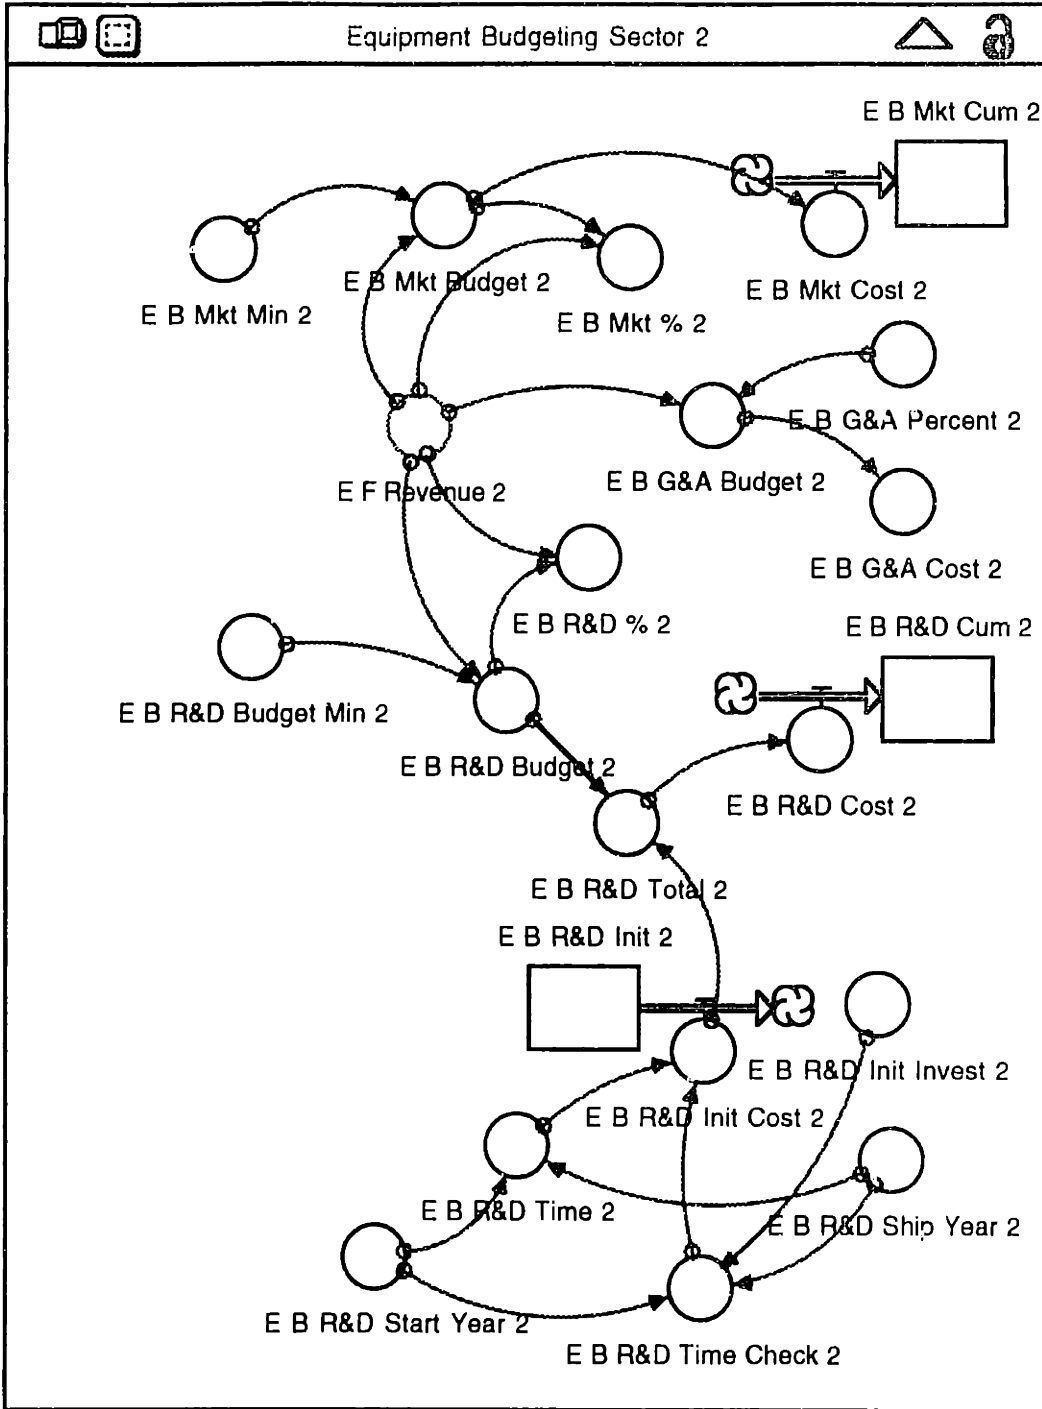 Equipment Budgeting Sector 2
E B Mkt Cum 2
E B Mkt Budget 2
E B Mkt Cost 2
E B Mkt Min 2
E B Mkt % 2
E B G&A Percent 2
E B G&A Budget 2
E F Revenue 2
E B G&A Cost 2
E B R&D % 2
E B R&D Cum 2
E B R&D Budget Min 2
E B R&D Budget 2
E B R&D Cost 2
E B R&D Total 2
E B R&D Init 2
E B R&D Init Invest 2
E B R&D Init Cost 2
E B R&D Time 2
E B R&D Ship Year 2
E B R&D Start Year 2
E B R&D Time Check 2